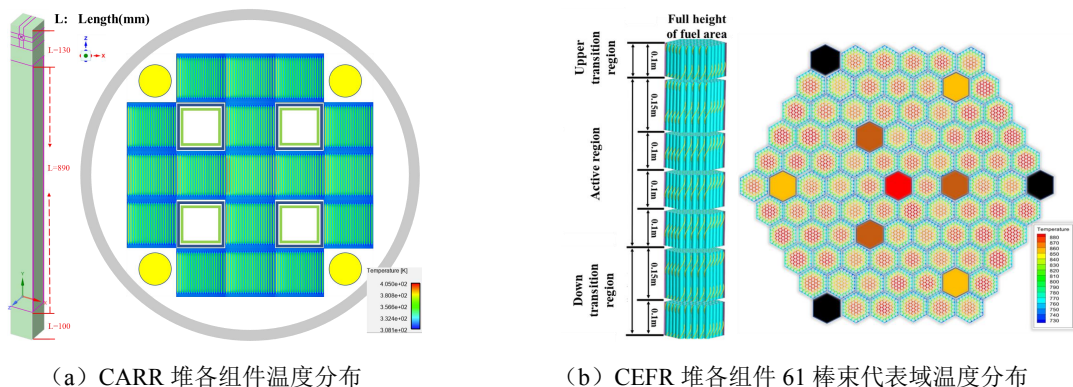 L: Length(mm)
L=130
L=890
L=100
Temperature [K]
4.050e+02
3.808e+02
3.566e+02
3.324e+02
3.081e+02
(a)CARR 堆各组件温度分布
Full height
of fuel area
Upper
transition
region
Active region
Down
transition
region
0.1m
0.15m
0.1m
0.1m
0.1m
0.15m
0.1m
Temperature
880
870
860
850
840
830
820
810
800
790
780
770
760
750
740
730
(b)CEFR 堆各组件 61 棒束代表域温度分布